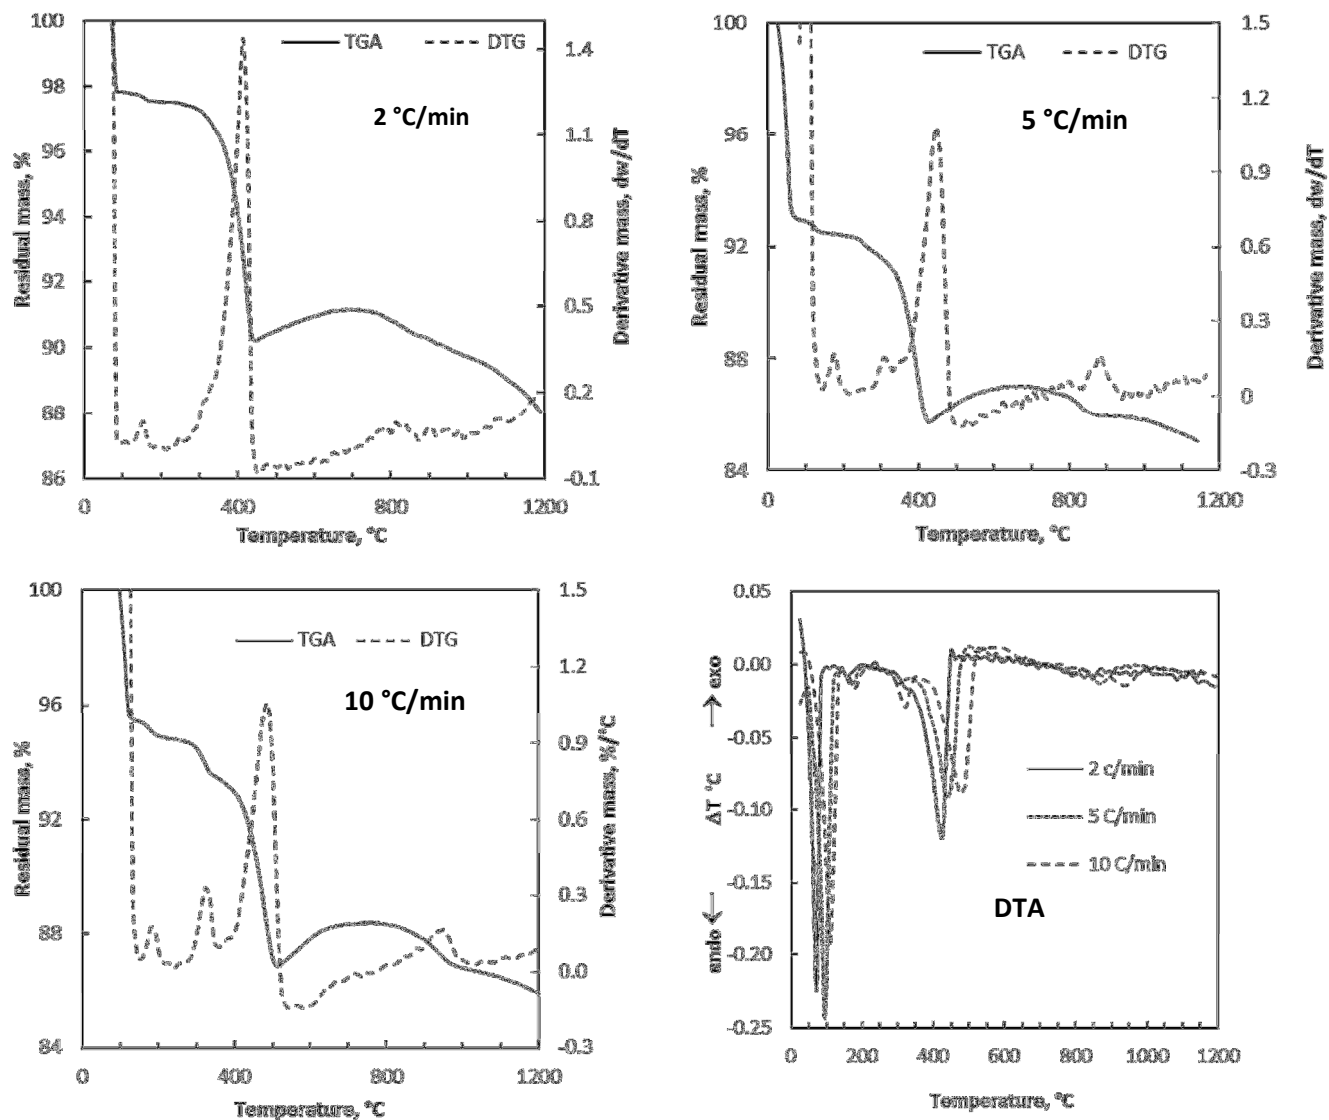 TGA DTG
2 °C/min
100
98
96
94
91
90
88
86
Residual mass, %
1.4
1.1
0.8
0.5
0.2
-0.1
Derivative mass, dw/dT
0 400 800 1200
Temperature, °C
TGA DTG
5 °C/min
100
96
92
88
84
Residual mass, %
1.5
1.2
0.9
0.6
0.3
0
-0.3
Derivative mass, dw/dT
0 400 800 1200
Temperature, °C
TGA DTG
10 °C/min
100
96
92
88
84
Residual mass, %
1.5
1.2
0.9
0.6
0.3
0.0
-0.3
Derivative mass, %/°C
0 400 800 1200
Temperature, °C
0.05
0.00
-0.05
-0.10
-0.15
-0.20
-0.25
endo ← ΔT °C → exo
2 c/min
5 C/min
10 C/min
DTA
0 200 400 600 800 1000 1200
Temperature, °C